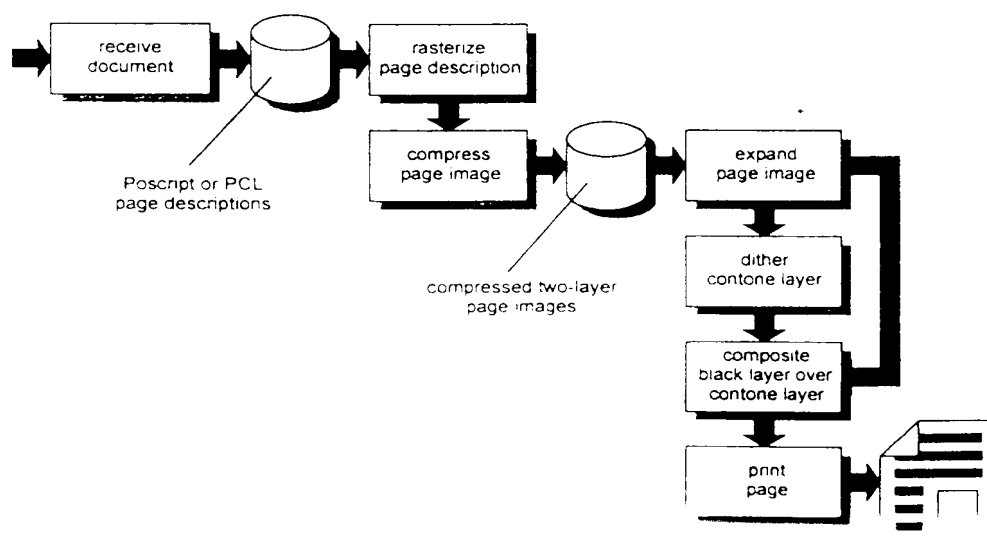 receive
document
rasterize
page description
compress
page image
Poscript or PCL
page descriptions
expand
page image
dither
contone layer
compressed two-layer
page images
composite
black layer over
contone layer
print
page